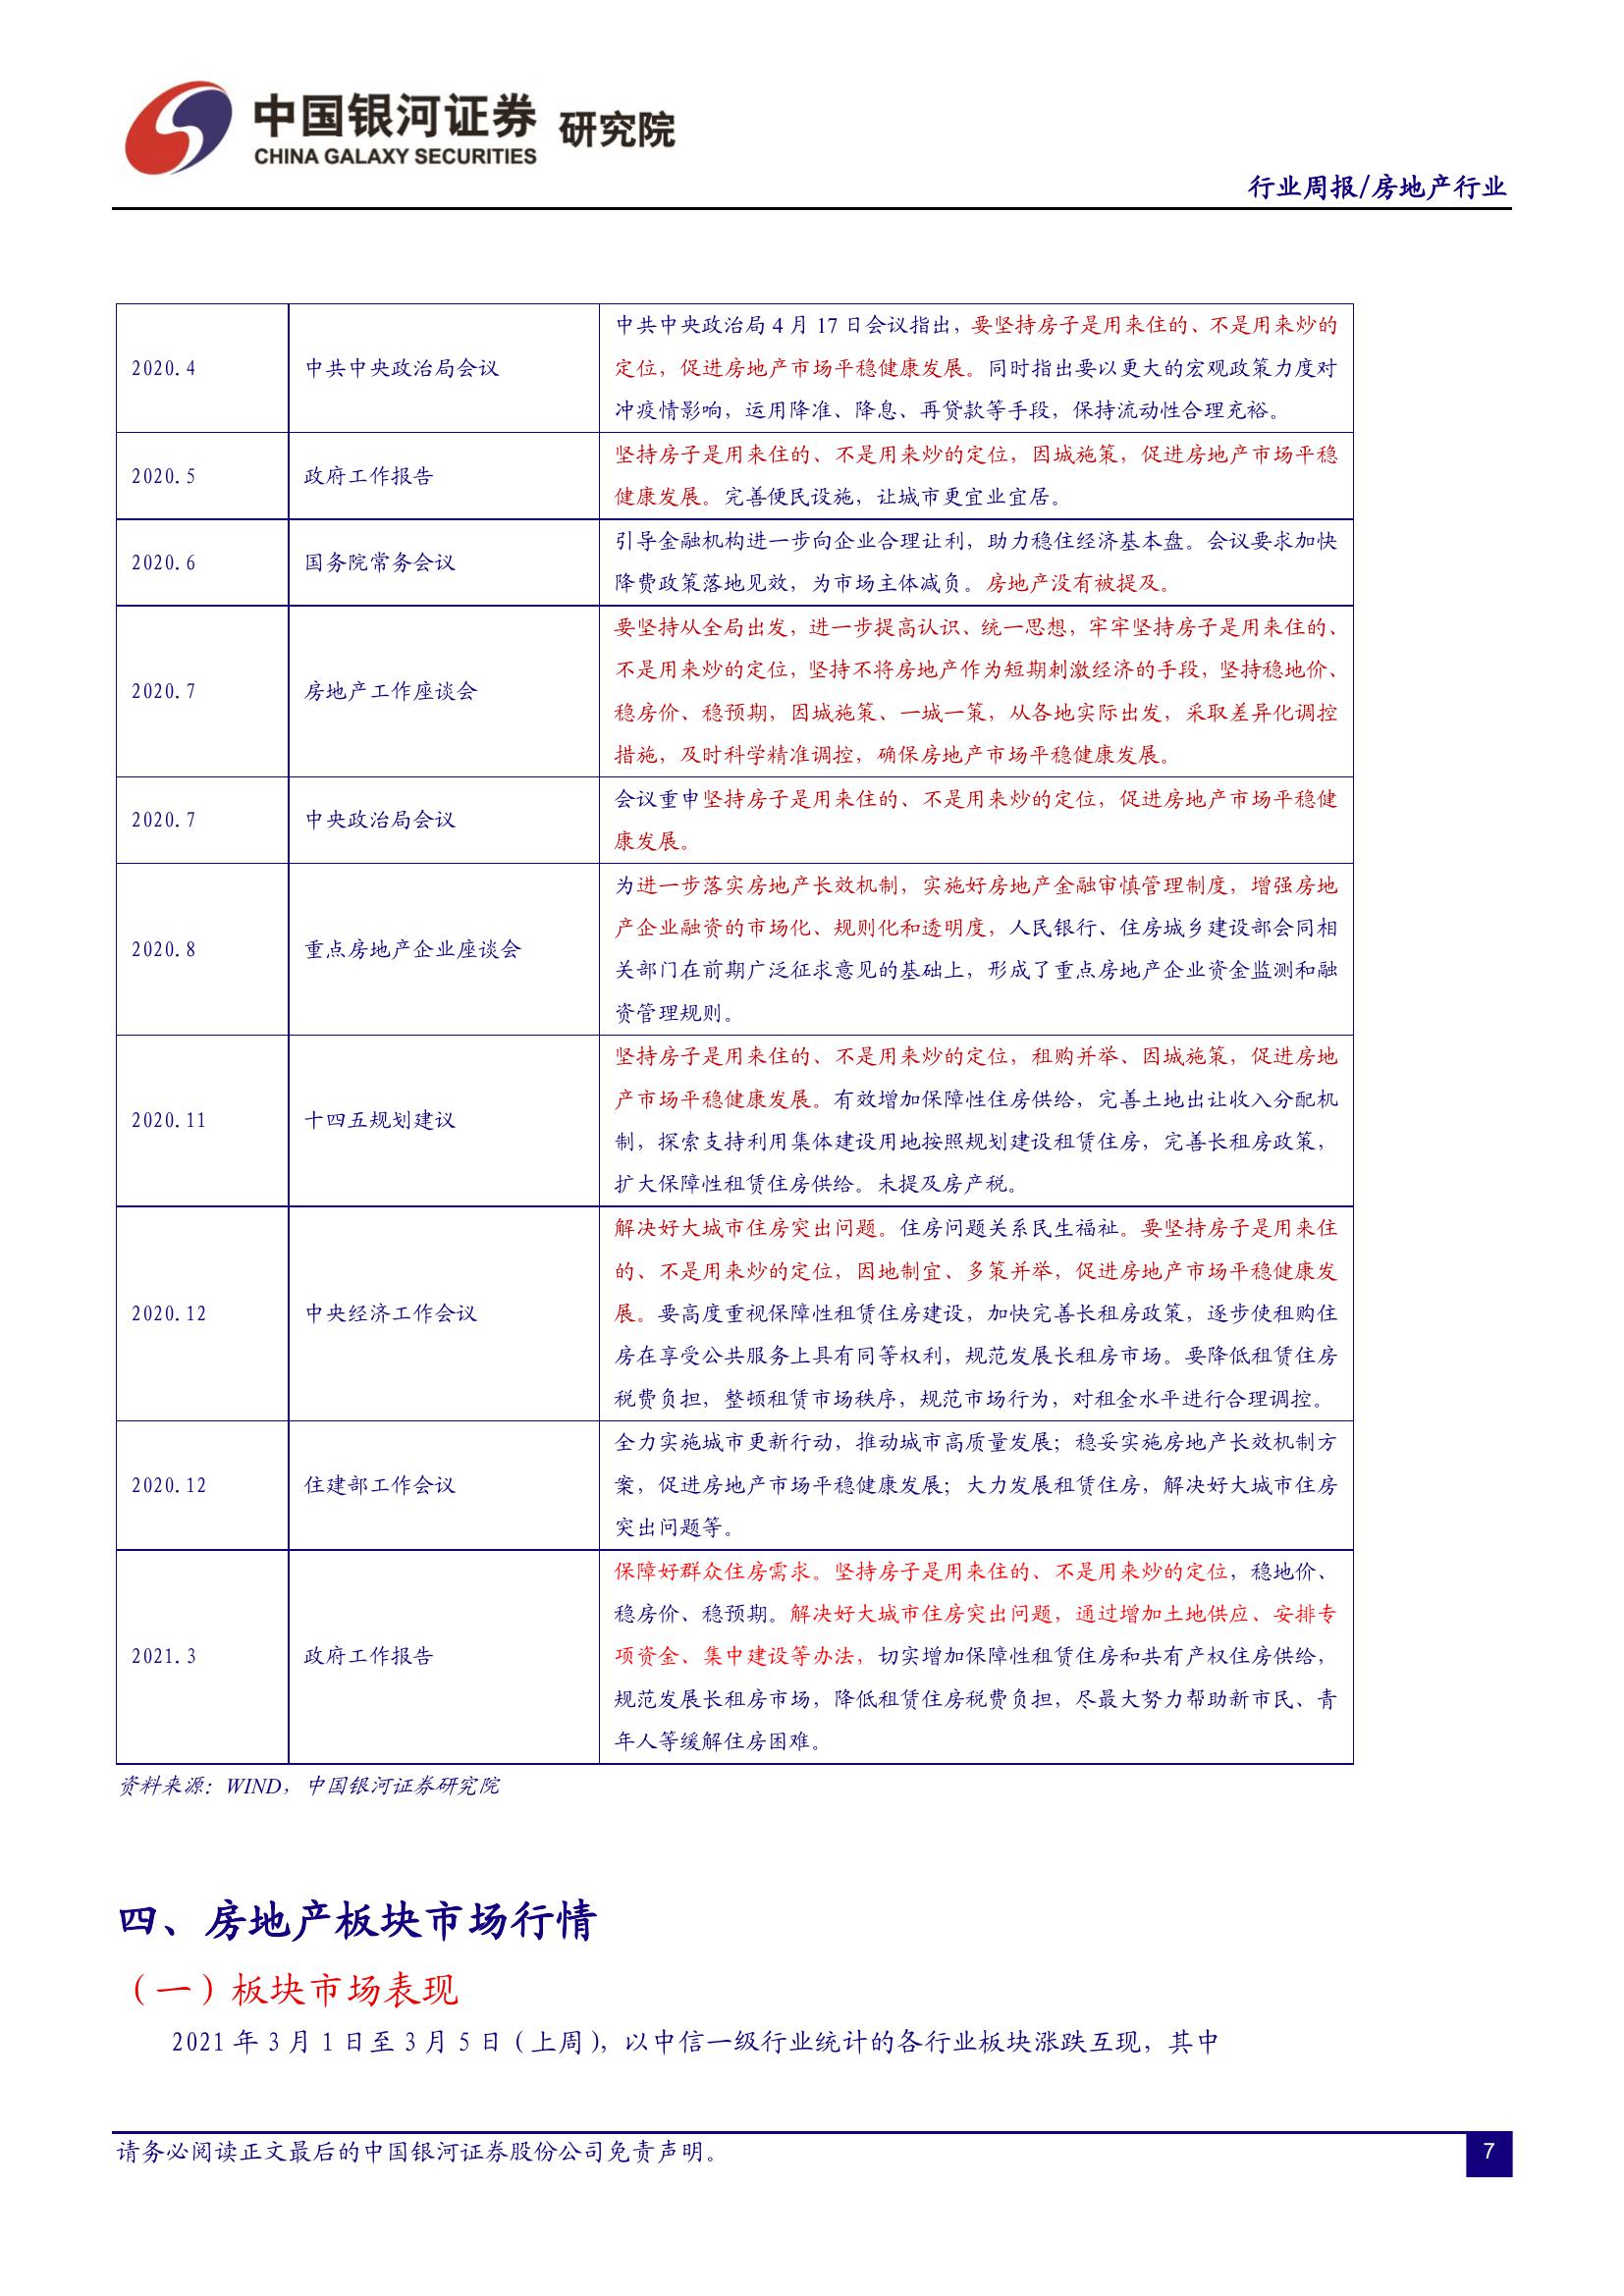 中国银河证券 研究院
CHINA GALAXY SECURITIES
行业周报/房地产行业
2020.4
中共中央政治局会议
中共中央政治局 4 月 17 日会议指出，要坚持房子是用来住的、不是用来炒的
定位，促进房地产市场平稳健康发展。同时指出要以更大的宏观政策力度对
冲疫情影响，运用降准、降息、再贷款等手段，保持流动性合理充裕。
2020.5
政府工作报告
坚持房子是用来住的、不是用来炒的定位，因城施策，促进房地产市场平稳
健康发展。完善便民设施，让城市更宜业宜居。
2020.6
国务院常务会议
引导金融机构进一步向企业合理让利，助力稳住经济基本盘。会议要求加快
降费政策落地见效，为市场主体减负。房地产没有被提及。
2020.7
房地产工作座谈会
要坚持从全局出发，进一步提高认识、统一思想，牢牢坚持房子是用来住的、
不是用来炒的定位，坚持不将房地产作为短期刺激经济的手段，坚持稳地价、
稳房价、稳预期，因城施策、一城一策，从各地实际出发，采取差异化调控
措施，及时科学精准调控，确保房地产市场平稳健康发展。
2020.7
中央政治局会议
会议重申坚持房子是用来住的、不是用来炒的定位，促进房地产市场平稳健
康发展。
2020.8
重点房地产企业座谈会
为进一步落实房地产长效机制，实施好房地产金融审慎管理制度，增强房地
产企业融资的市场化、规则化和透明度，人民银行、住房城乡建设部会同相
关部门在前期广泛征求意见的基础上，形成了重点房地产企业资金监测和融
资管理规则。
2020.11
十四五规划建议
坚持房子是用来住的、不是用来炒的定位，租购并举、因城施策，促进房地
产市场平稳健康发展。有效增加保障性住房供给，完善土地出让收入分配机
制，探索支持利用集体建设用地按照规划建设租赁住房，完善长租房政策，
扩大保障性租赁住房供给。未提及房产税。
2020.12
中央经济工作会议
解决好大城市住房突出问题。住房问题关系民生福祉。要坚持房子是用来住
的、不是用来炒的定位，因地制宜、多策并举，促进房地产市场平稳健康发
展。要高度重视保障性租赁住房建设，加快完善长租房政策，逐步使租购住
房在享受公共服务上具有同等权利，规范发展长租房市场。要降低租赁住房
税费负担，整顿租赁市场秩序，规范市场行为，对租金水平进行合理调控。
2020.12
住建部工作会议
全力实施城市更新行动，推动城市高质量发展；稳妥实施房地产长效机制方
案，促进房地产市场平稳健康发展；大力发展租赁住房，解决好大城市住房
突出问题等。
2021.3
政府工作报告
保障好群众住房需求。坚持房子是用来住的、不是用来炒的定位，稳地价、
稳房价、稳预期。解决好大城市住房突出问题，通过增加土地供应、安排专
项资金、集中建设等办法，切实增加保障性租赁住房和共有产权住房供给，
规范发展长租房市场，降低租赁住房税费负担，尽最大努力帮助新市民、青
年人等缓解住房困难。
资料来源：WIND，中国银河证券研究院
四、房地产板块市场行情
（一）板块市场表现
2021 年 3 月 1 日至 3 月 5 日（上周），以中信一级行业统计的各行业板块涨跌互现，其中
请务必阅读正文最后的中国银河证券股份公司免责声明。
7